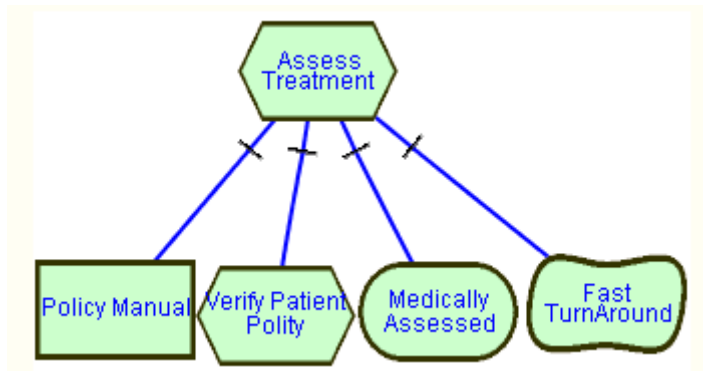 Assess
Treatment
Policy Manual
Verify Patient
Polity
Medically
Assessed
Fast
TurnAround